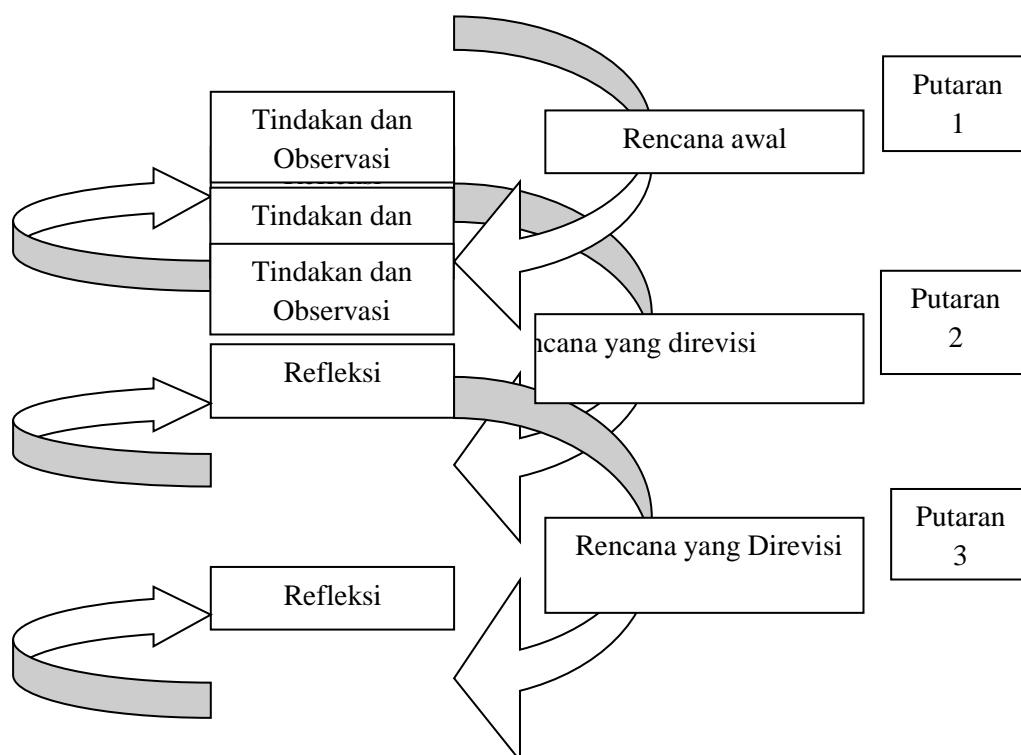 Putaran
1
Tindakan dan
Observasi
Rencana awal
Tindakan dan
Tindakan dan
Observasi
Putaran
2
ncana yang direvisi
Refleksi
Putaran
3
Rencana yang Direvisi
Refleksi